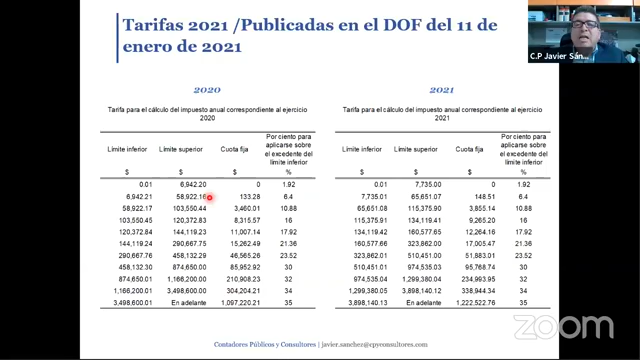 Tarifas 2021 /Publicadas en el DOF del 11 de
enero de 2021
C.P Javier Sán
2020
Tarifa para el cálculo del impuesto anual correspondiente al ejercicio
2020
Límite inferior Límite superior Cuota fija Por ciento para aplicarse sobre el excedente del límite inferior
$ $ $ %
0.01 6,942.20 0 1.92
6,942.21 58,922.16 133.28 6.4
58,922.17 103,550.44 3,460.01 10.88
103,550.45 120,372.83 8,315.57 16
120,372.84 144,119.23 11,007.14 17.92
144,119.24 290,667.75 15,262.49 21.36
290,667.76 458,132.29 46,565.26 23.52
458,132.30 874,650.00 85,952.92 30
874,650.01 1,166,200.00 210,908.23 32
1,166,200.01 3,498,600.00 304,204.21 34
3,498,600.01 En adelante 1,097,220.21 35
2021
Tarifa para el cálculo del impuesto anual correspondiente al ejercicio
2021
Límite inferior Límite superior Cuota fija Por ciento para aplicarse sobre el excedente del límite inferior
$ $ $ %
0.01 7,735.00 0 1.92
7,735.01 65,651.07 148.51 6.4
65,651.08 115,375.90 3,855.14 10.88
115,375.91 134,119.41 9,265.20 16
134,119.42 160,577.65 12,264.16 17.92
160,577.66 323,862.00 17,005.47 21.36
323,862.01 510,451.00 51,883.01 23.52
510,451.01 974,535.03 95,768.74 30
975,535.04 1,299,380.04 234,993.95 32
1,299,380.05 3,898,140.12 338,944.34 34
3,898,140.13 En adelante 1,222,522.76 35
Contadores Públicos y Consultores | javier.sanchez@cpyconsultores.com
zoom